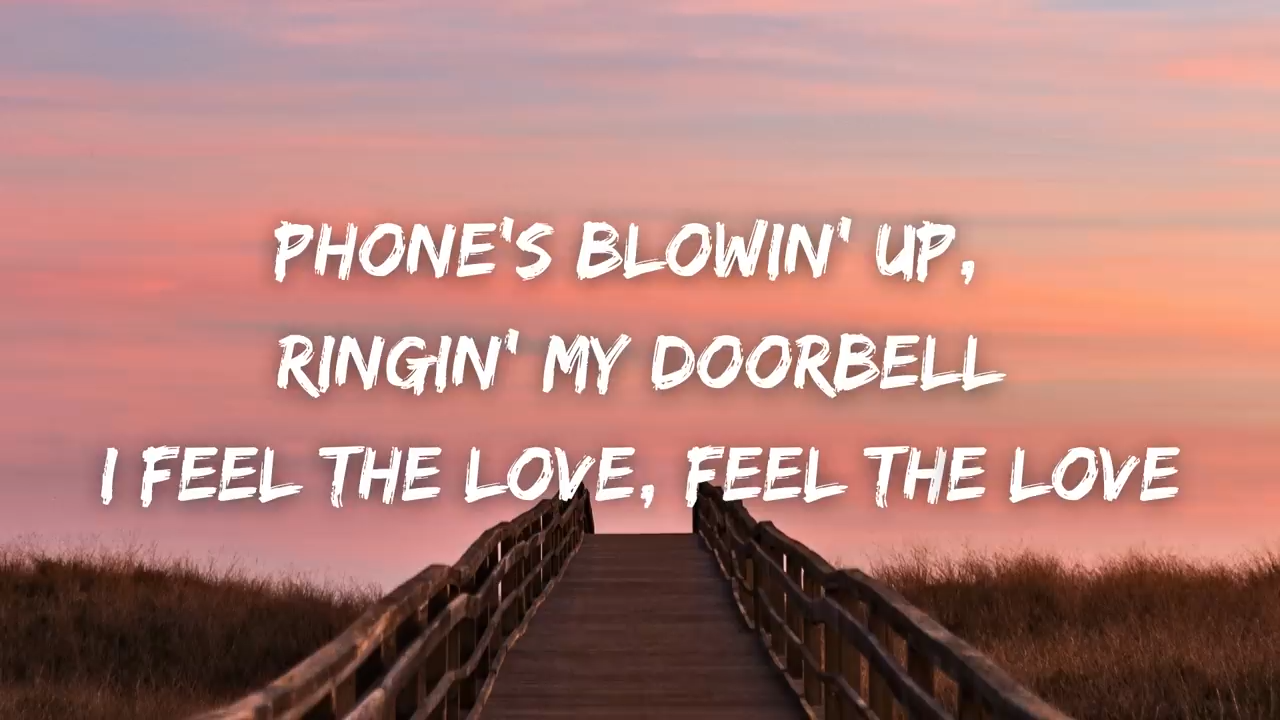 PHONE'S BLOWIN' UP,
RINGIN' MY DOORBELL
I FEEL THE LOVE, FEEL THE LOVE